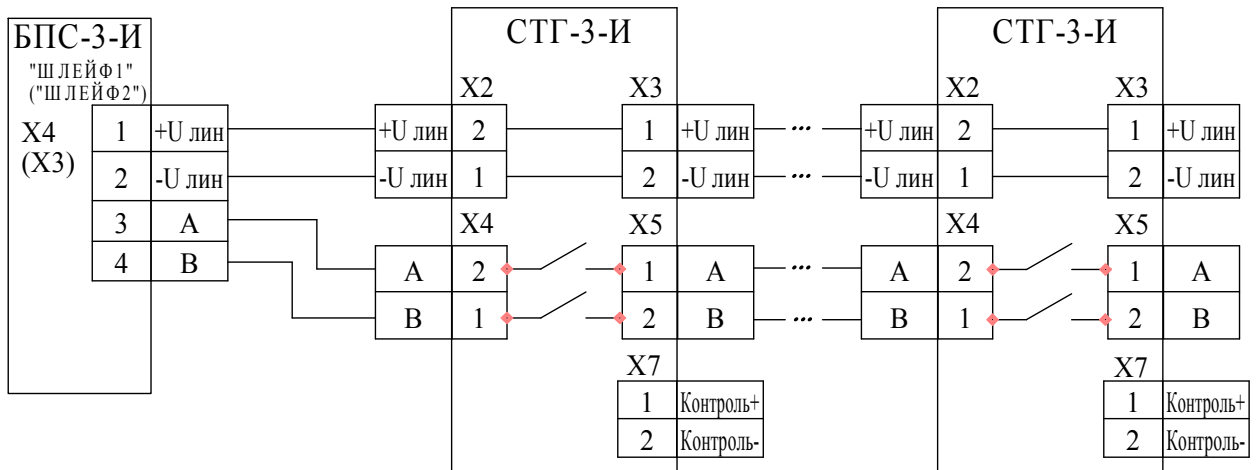 БПС-3-И
"ШЛЕЙФ1"
("ШЛЕЙФ2")
X4
(X3)
1 +U лин
2 -U лин
3 А
4 В
СТГ-3-И
X2 X3
+U лин 2 1 +U лин
-U лин 1 2 -U лин
X4 X5
А 2 1 А
В 1 2 В
X7
1 Контроль+
2 Контроль-
...
...
...
...
СТГ-3-И
X2 X3
+U лин 2 1 +U лин
-U лин 1 2 -U лин
X4 X5
А 2 1 А
В 1 2 В
X7
1 Контроль+
2 Контроль-